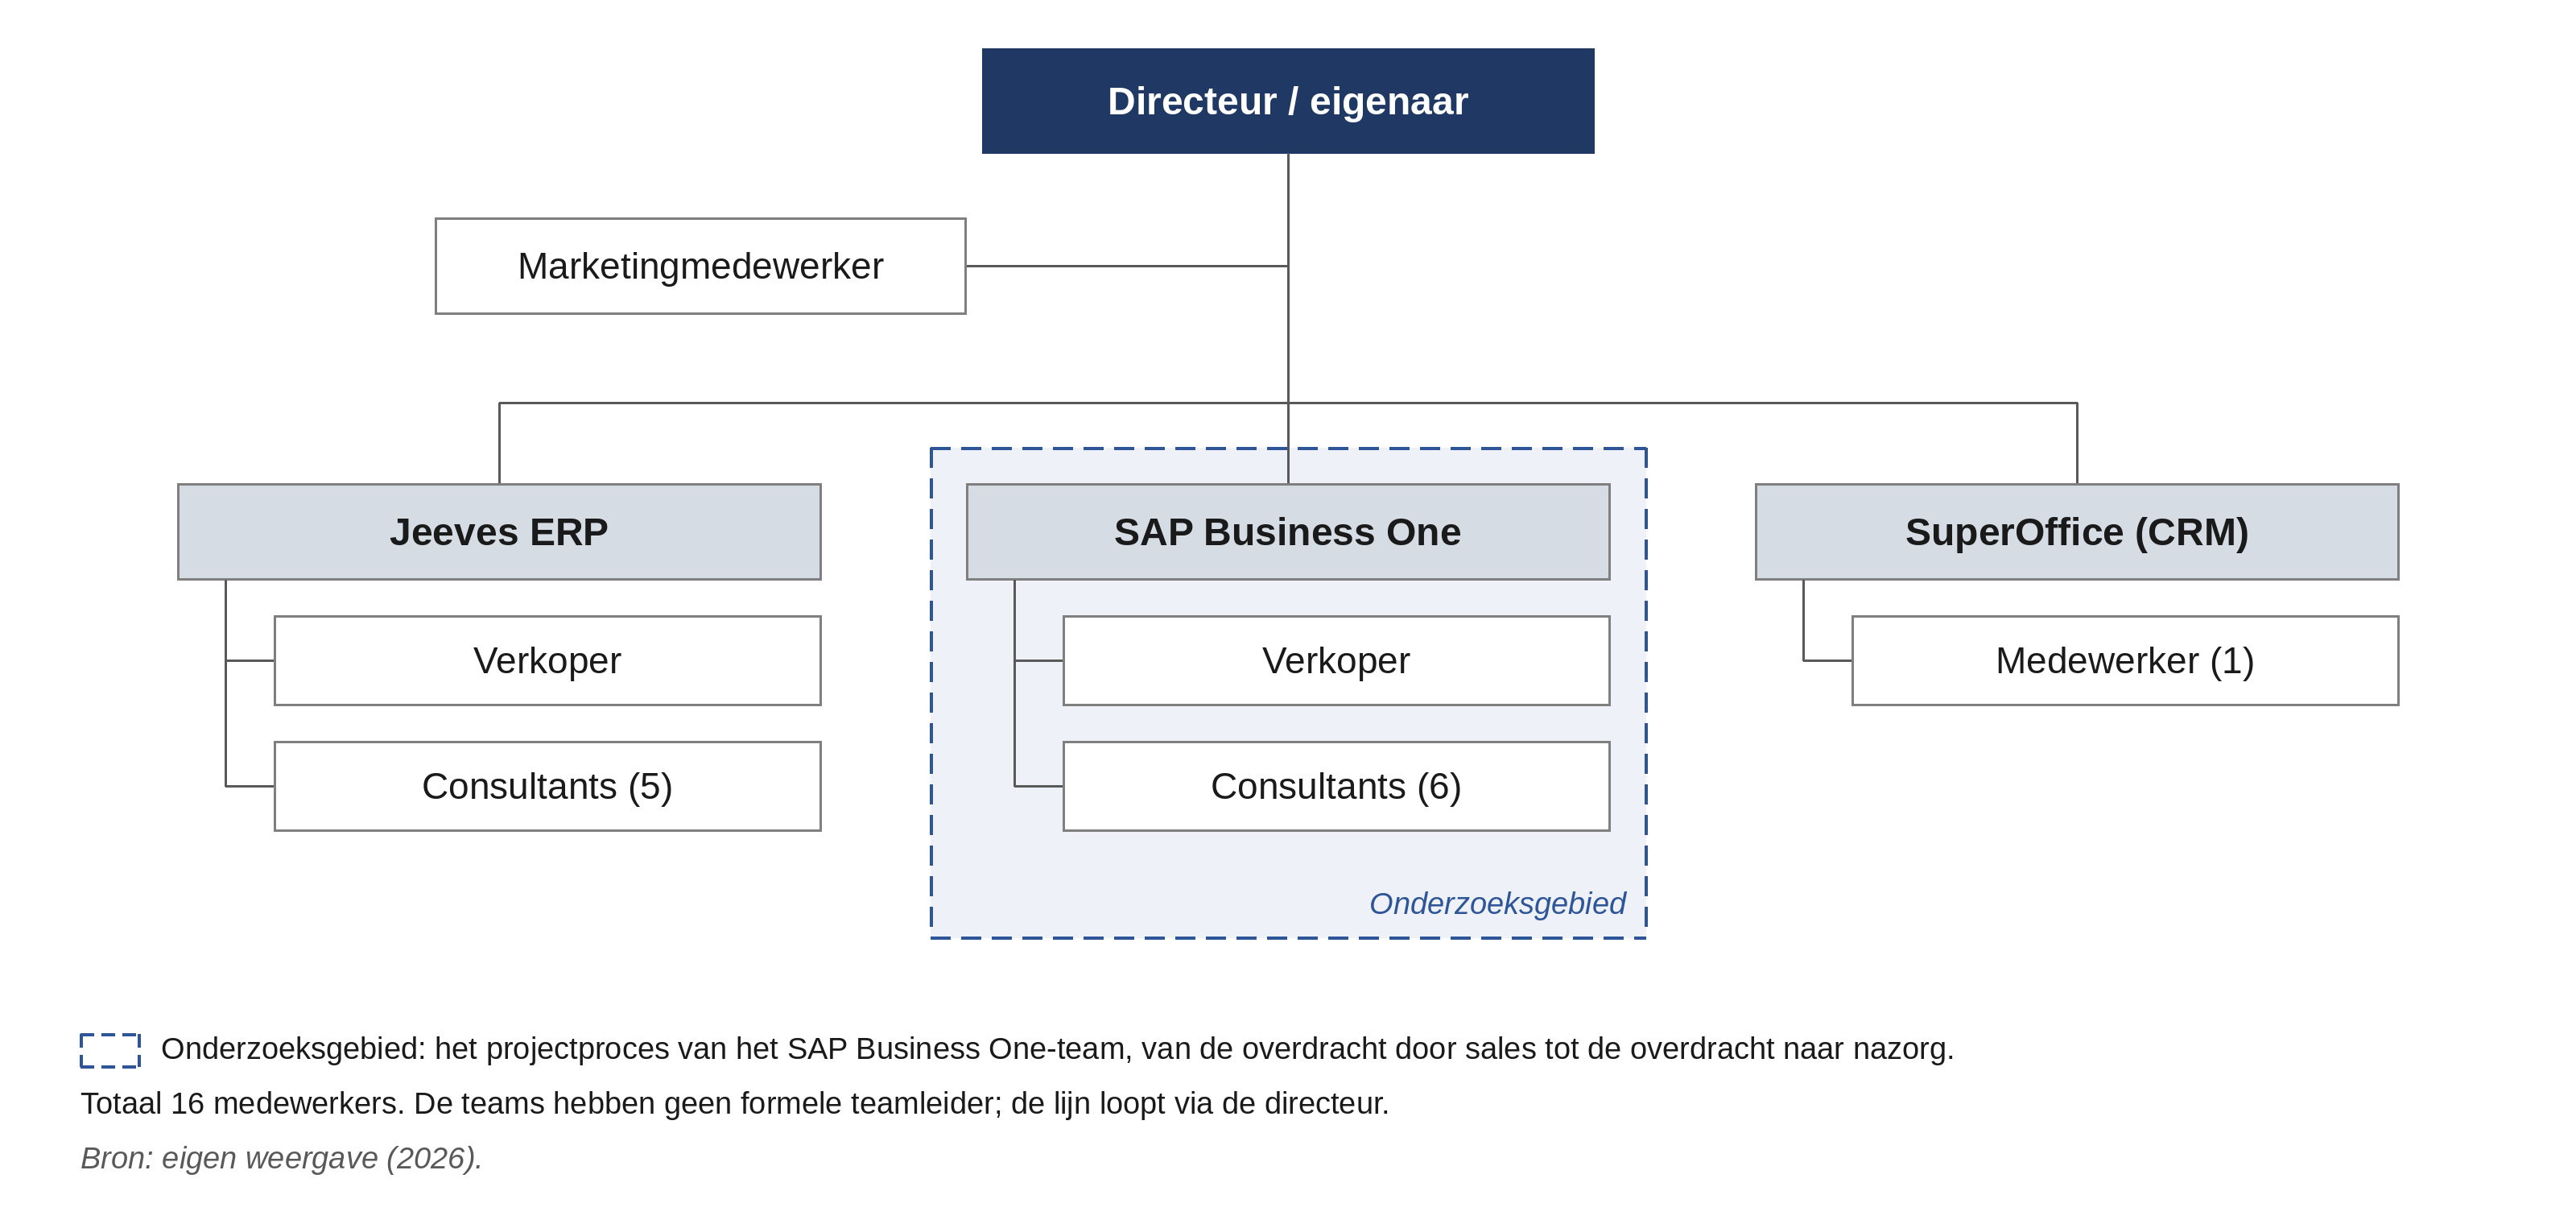 Directeur / eigenaar
Marketingmedewerker
Jeeves ERP
Verkoper
Consultants (5)
SAP Business One
Verkoper
Consultants (6)
Onderzoeksgebied
SuperOffice (CRM)
Medewerker (1)
Onderzoeksgebied: het projectproces van het SAP Business One-team, van de overdracht door sales tot de overdracht naar nazorg.
Totaal 16 medewerkers. De teams hebben geen formele teamleider; de lijn loopt via de directeur.
Bron: eigen weergave (2026).